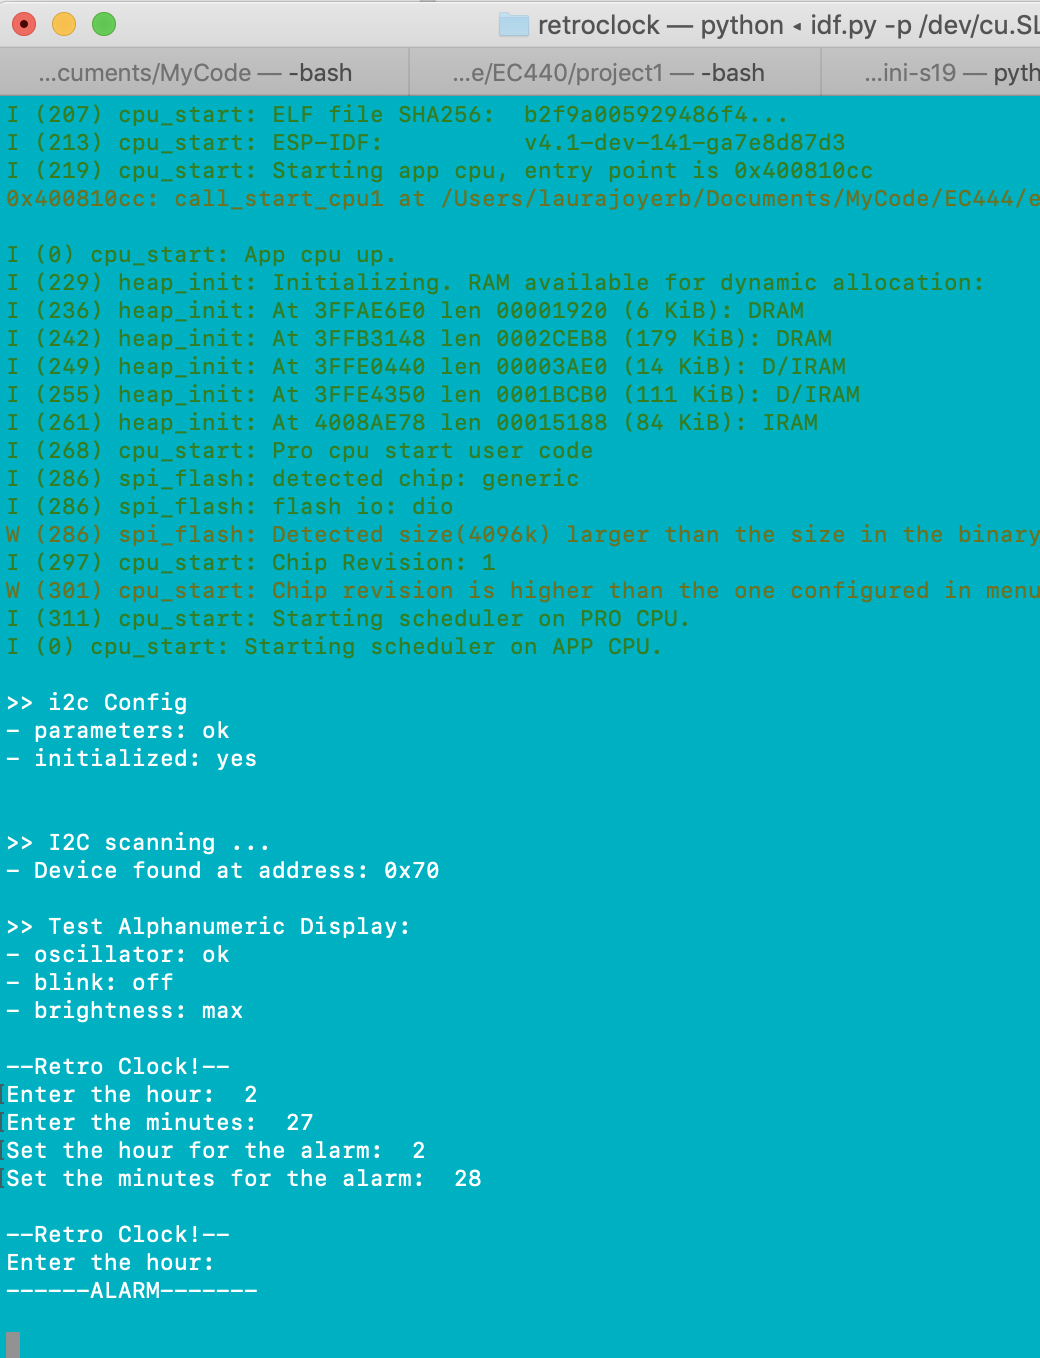 retroclock — python ◂ idf.py -p /dev/cu.SL
...cuments/MyCode — -bash
...e/EC440/project1 — -bash
...ini-s19 — pyth
I (207) cpu_start: ELF file SHA256:  b2f9a005929486f4...
I (213) cpu_start: ESP-IDF:          v4.1-dev-141-ga7e8d87d3
I (219) cpu_start: Starting app cpu, entry point is 0x400810cc
0x400810cc: call_start_cpu1 at /Users/laurajoyerb/Documents/MyCode/EC444/e
I (0) cpu_start: App cpu up.
I (229) heap_init: Initializing. RAM available for dynamic allocation:
I (236) heap_init: At 3FFAE6E0 len 00001920 (6 KiB): DRAM
I (242) heap_init: At 3FFB3148 len 0002CEB8 (179 KiB): DRAM
I (249) heap_init: At 3FFE0440 len 00003AE0 (14 KiB): D/IRAM
I (255) heap_init: At 3FFE4350 len 0001BCB0 (111 KiB): D/IRAM
I (261) heap_init: At 4008AE78 len 00015188 (84 KiB): IRAM
I (268) cpu_start: Pro cpu start user code
I (286) spi_flash: detected chip: generic
I (286) spi_flash: flash io: dio
W (286) spi_flash: Detected size(4096k) larger than the size in the binary
I (297) cpu_start: Chip Revision: 1
W (301) cpu_start: Chip revision is higher than the one configured in menu
I (311) cpu_start: Starting scheduler on PRO CPU.
I (0) cpu_start: Starting scheduler on APP CPU.
>> i2c Config
- parameters: ok
- initialized: yes
>> I2C scanning ...
- Device found at address: 0x70
>> Test Alphanumeric Display:
- oscillator: ok
- blink: off
- brightness: max
--Retro Clock!--
Enter the hour:  2
Enter the minutes:  27
Set the hour for the alarm:  2
Set the minutes for the alarm:  28
--Retro Clock!--
Enter the hour:
------ALARM-------